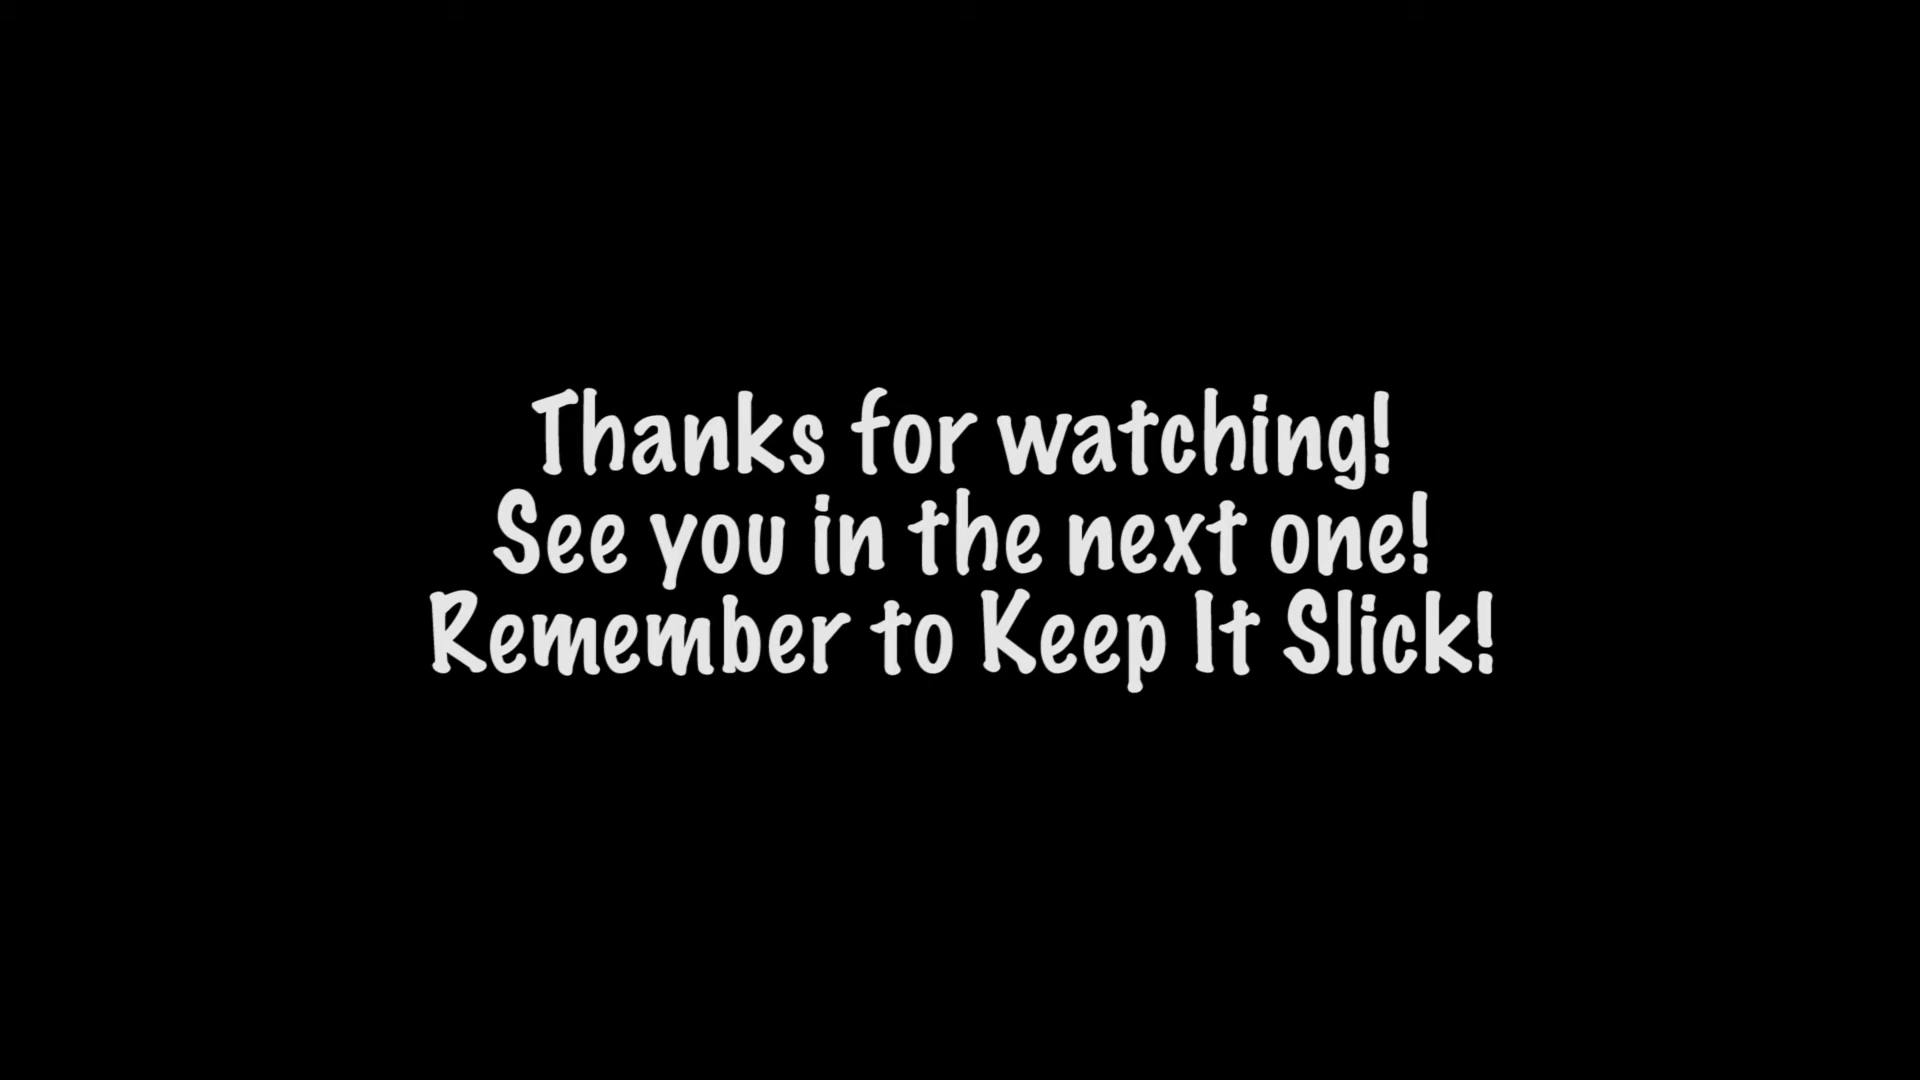 Thanks for watching!
See you in the next one!
Remember to Keep It Slick!